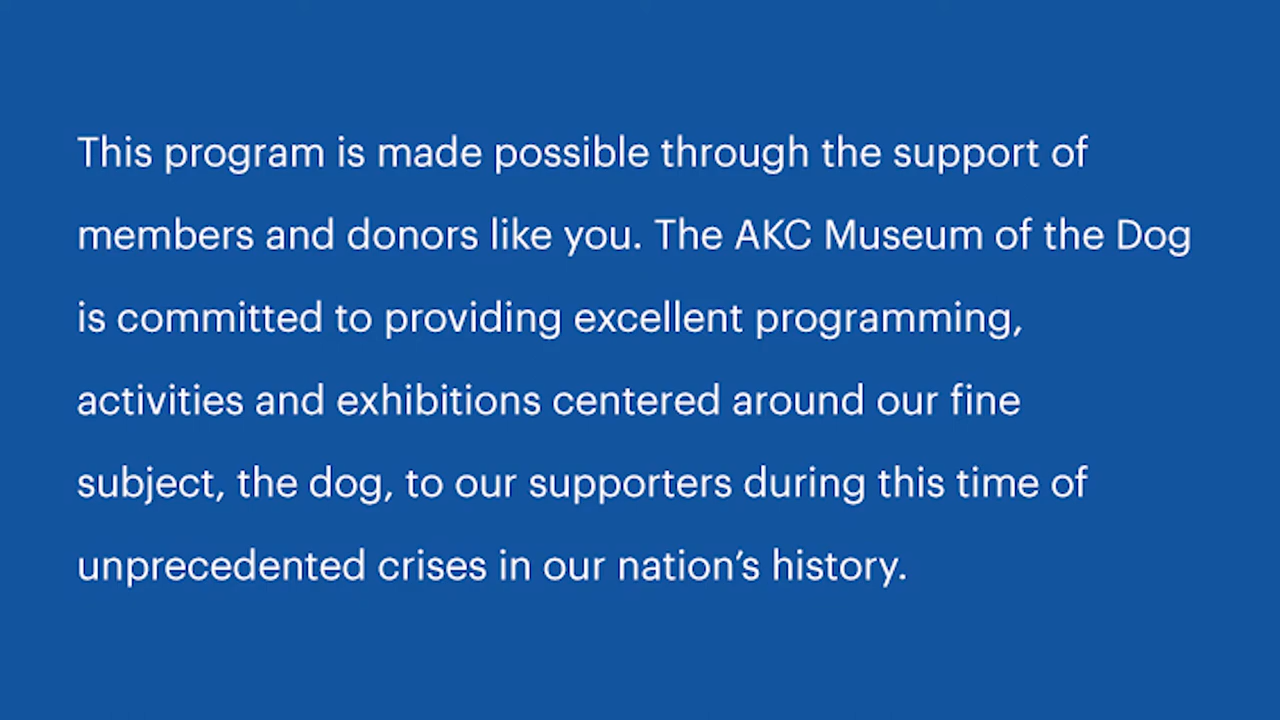 This program is made possible through the support of
members and donors like you. The AKC Museum of the Dog
is committed to providing excellent programming,
activities and exhibitions centered around our fine
subject, the dog, to our supporters during this time of
unprecedented crises in our nation’s history.